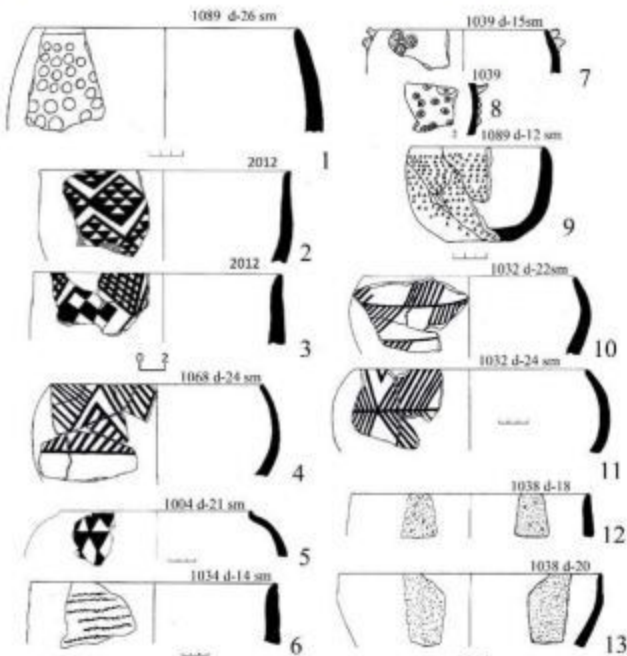 1089 d-26 sm
1
2012
2
2012
3
0 2
1068 d-24 sm
4
1004 d-21 sm
5
1034 d-14 sm
6
1039 d-15sm
7
1039
8
1089 d-12 sm
9
1032 d-22sm
10
1032 d-24 sm
11
1038 d-18
12
1038 d-20
13